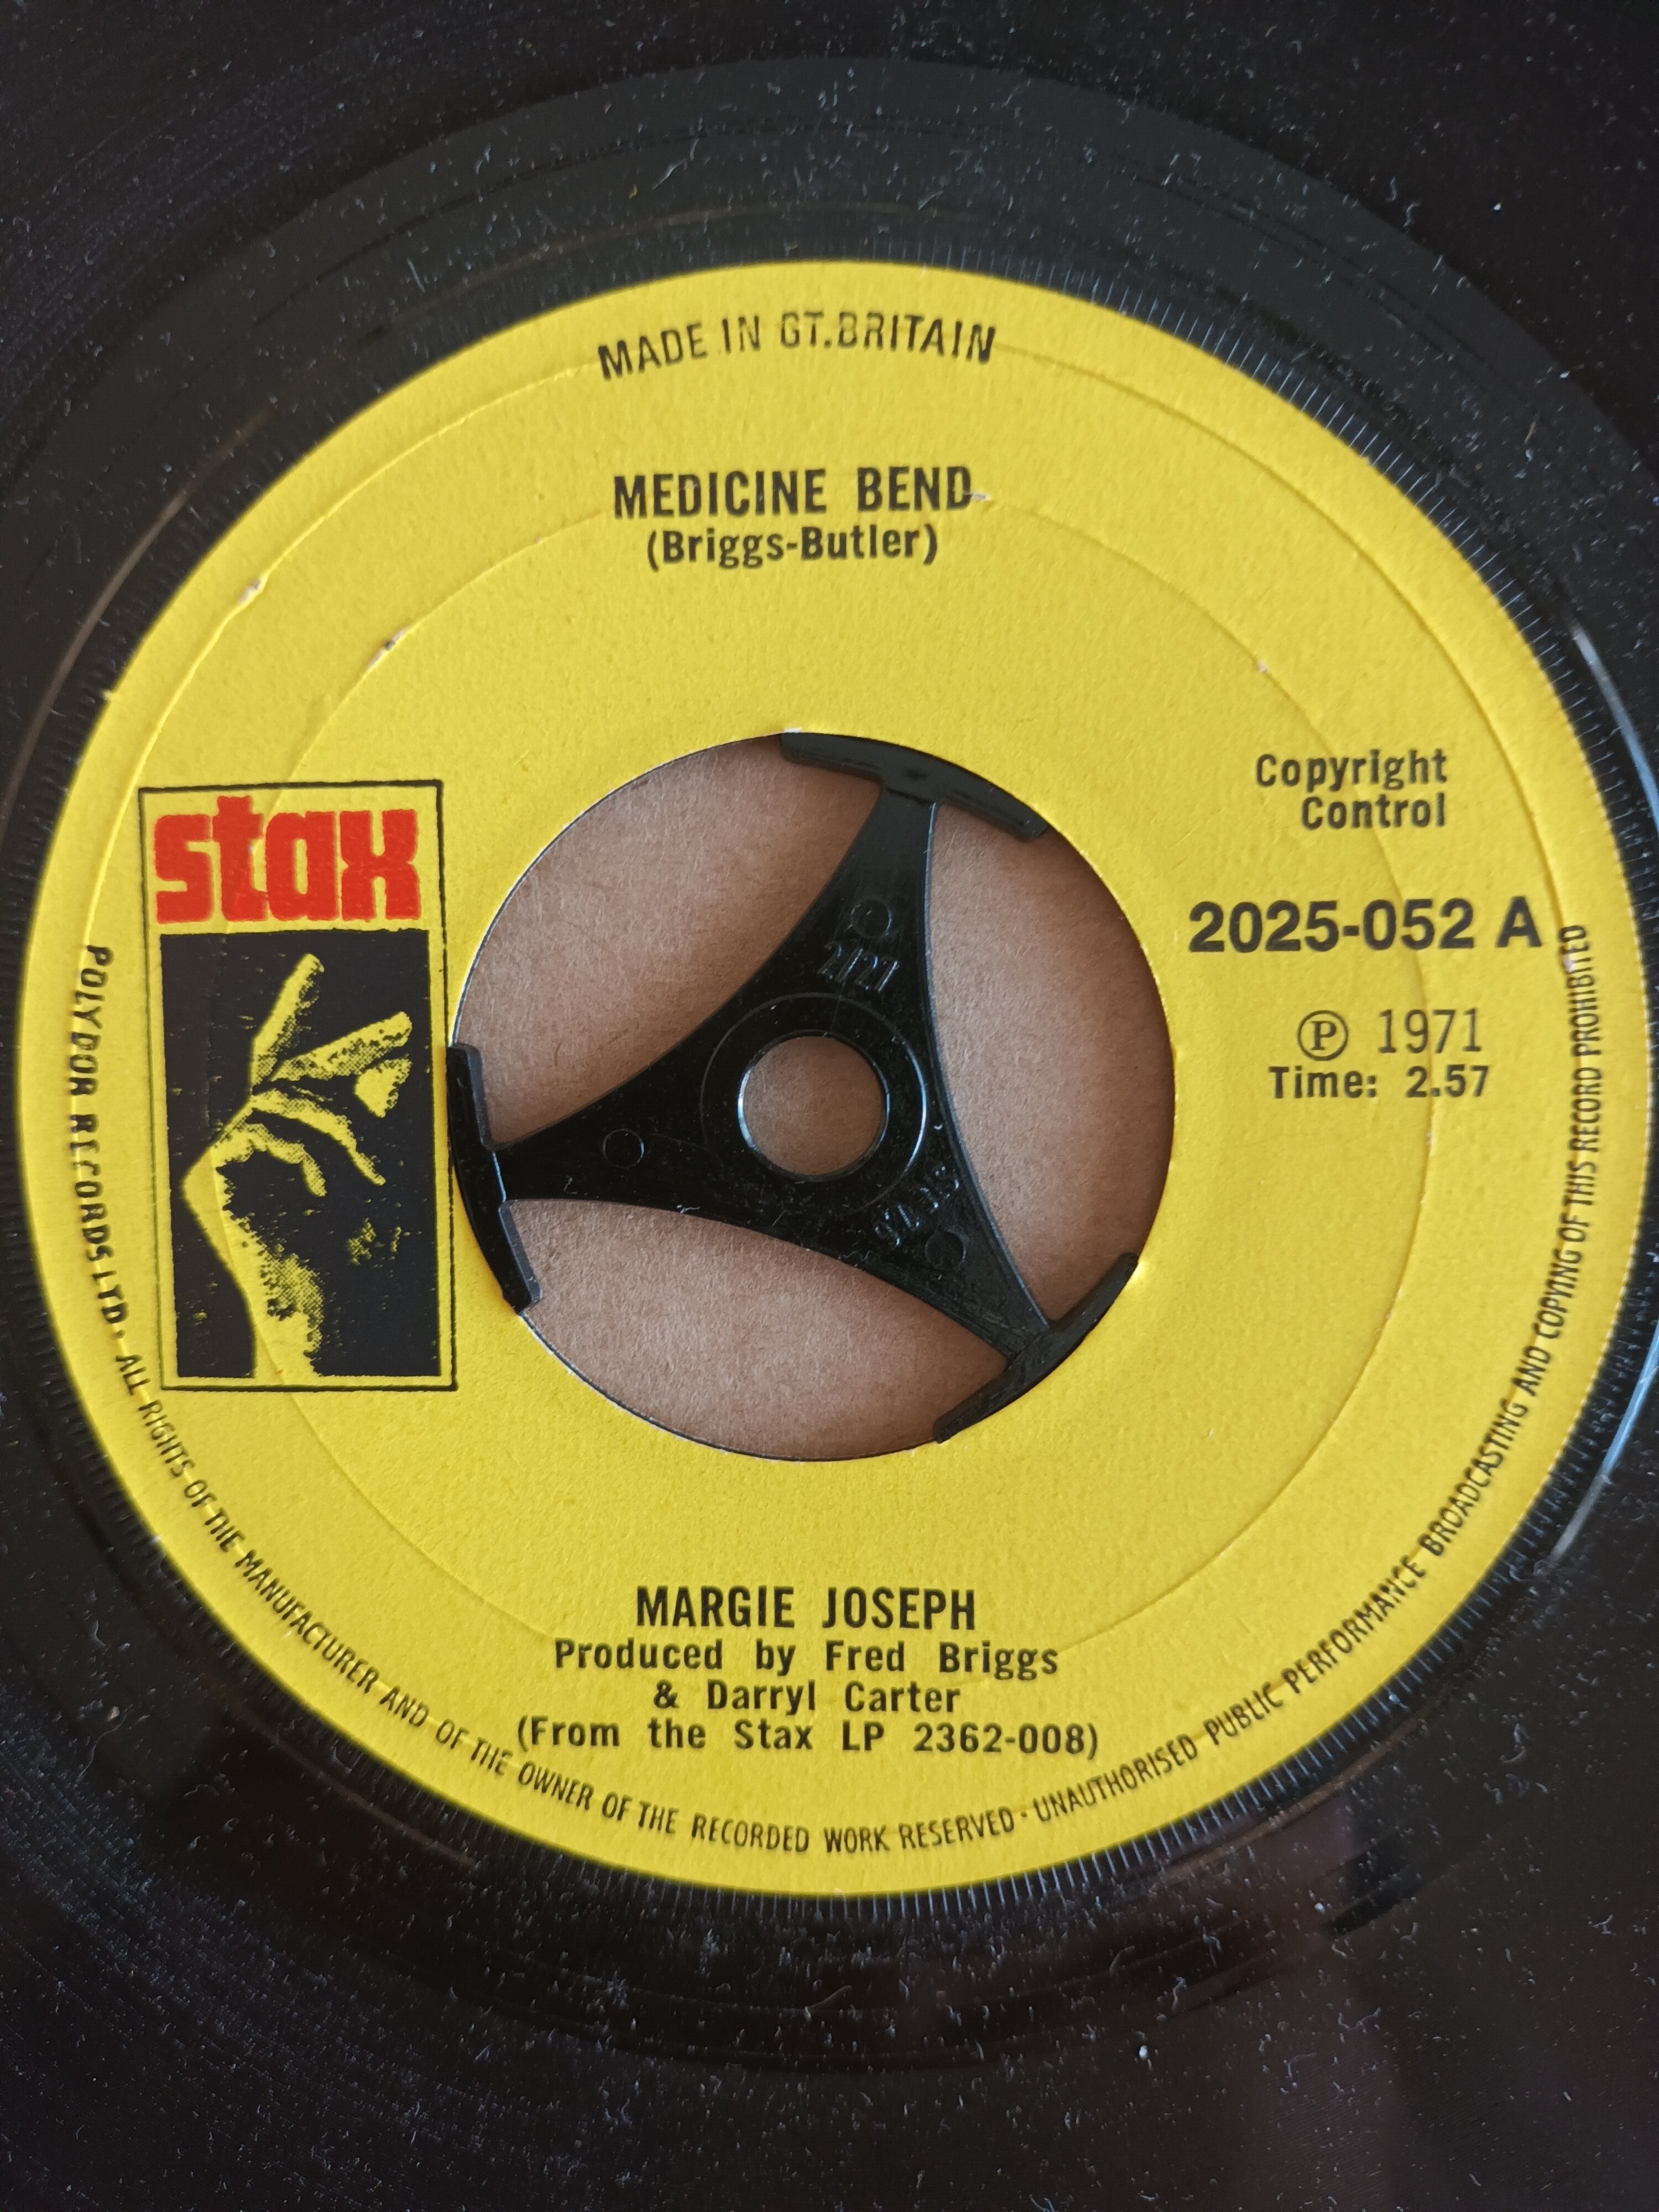 MADE IN GT.BRITAIN
MEDICINE BEND
(Briggs-Butler)
stax
Copyright
Control
2025-052 A
Ⓟ 1971
Time: 2.57
MARGIE JOSEPH
Produced by Fred Briggs
& Darryl Carter
(From the Stax LP 2362-008)
POLYDOR RECORDS LTD · ALL RIGHTS OF THE MANUFACTURER AND OF THE OWNER OF THE RECORDED WORK RESERVED · UNAUTHORISED PUBLIC PERFORMANCE BROADCASTING AND COPYING OF THIS RECORD PROHIBITED